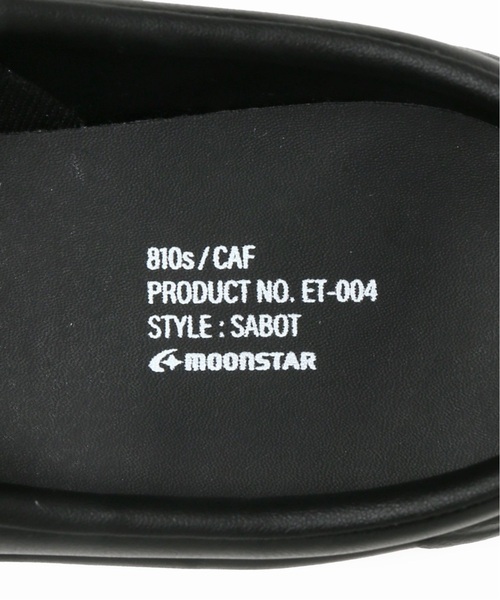 810s / CAF
PRODUCT NO. ET-004
STYLE : SABOT
MOONSTAR